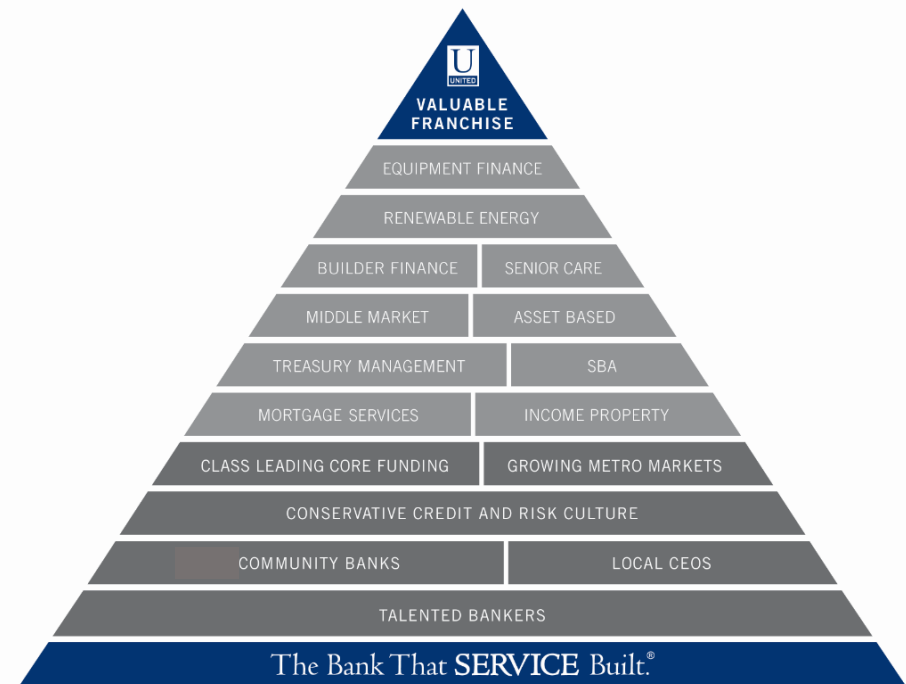 U
UNITED
VALUABLE
FRANCHISE
EQUIPMENT FINANCE
RENEWABLE ENERGY
BUILDER FINANCE SENIOR CARE
MIDDLE MARKET ASSET BASED
TREASURY MANAGEMENT SBA
MORTGAGE SERVICES INCOME PROPERTY
CLASS LEADING CORE FUNDING GROWING METRO MARKETS
CONSERVATIVE CREDIT AND RISK CULTURE
COMMUNITY BANKS LOCAL CEOS
TALENTED BANKERS
The Bank That SERVICE Built.®